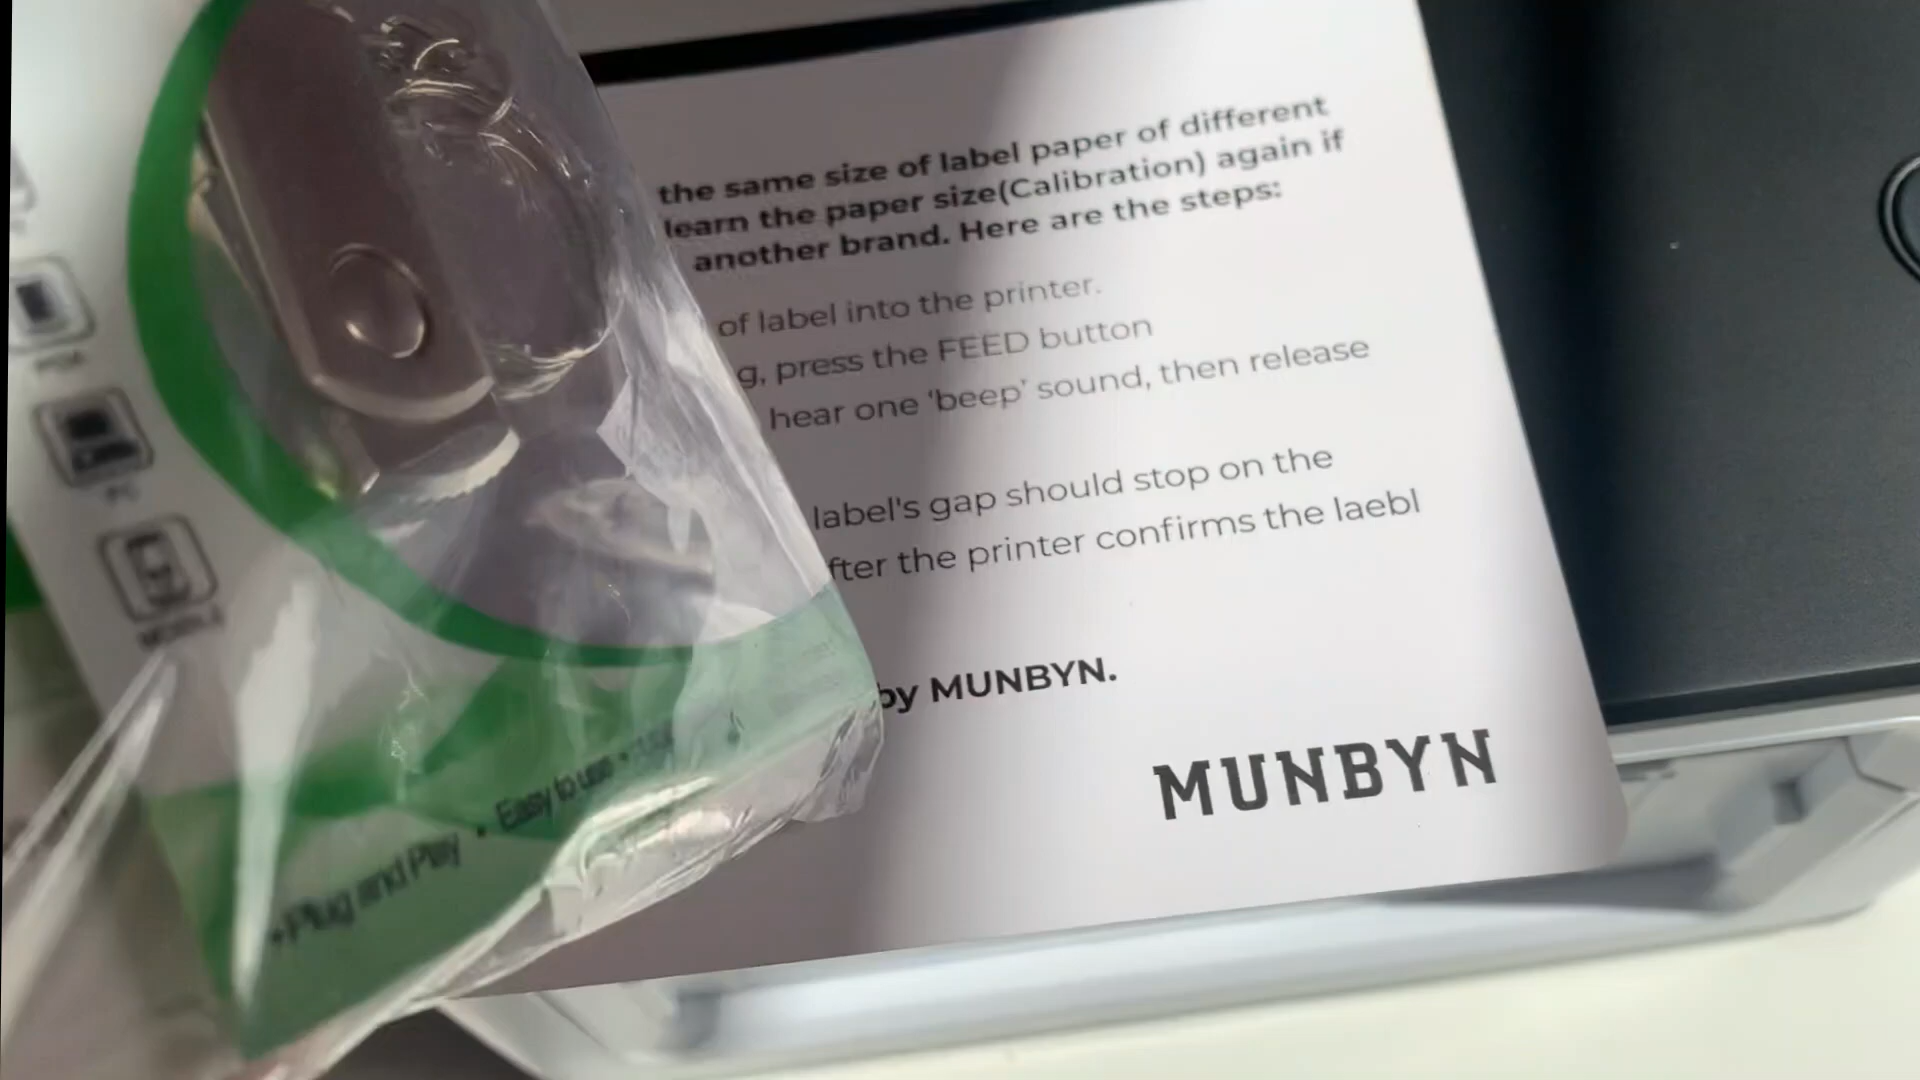 the same size of label paper of different
learn the paper size(Calibration) again if
another brand. Here are the steps:
of label into the printer.
g, press the FEED button
hear one ‘beep’ sound, then release
label's gap should stop on the
fter the printer confirms the laebl
by MUNBYN.
MUNBYN
PC
• Plug and Play • Easy to use •